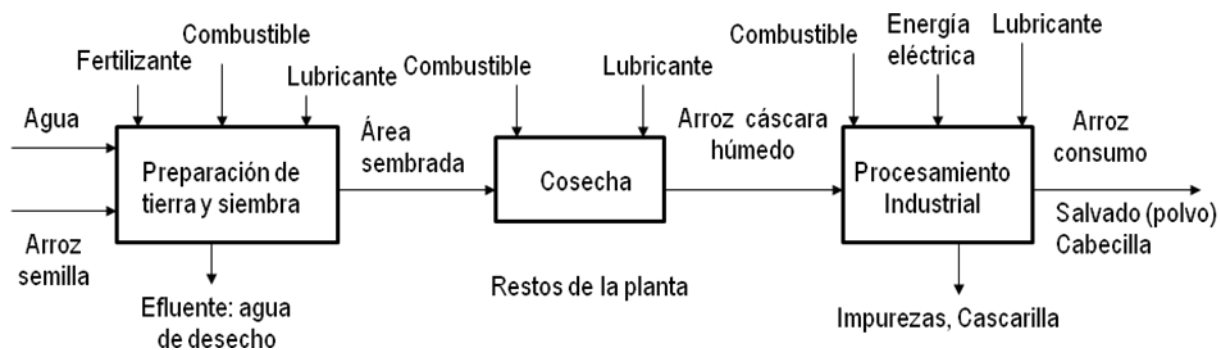 Fertilizante
Combustible
Lubricante
Agua
Arroz
semilla
Preparación de
tierra y siembra
Efluente: agua
de desecho
Área
sembrada
Combustible
Lubricante
Cosecha
Restos de la planta
Arroz cáscara
húmedo
Combustible
Energía
eléctrica
Lubricante
Procesamiento
Industrial
Impurezas, Cascarilla
Arroz
consumo
Salvado (polvo)
Cabecilla